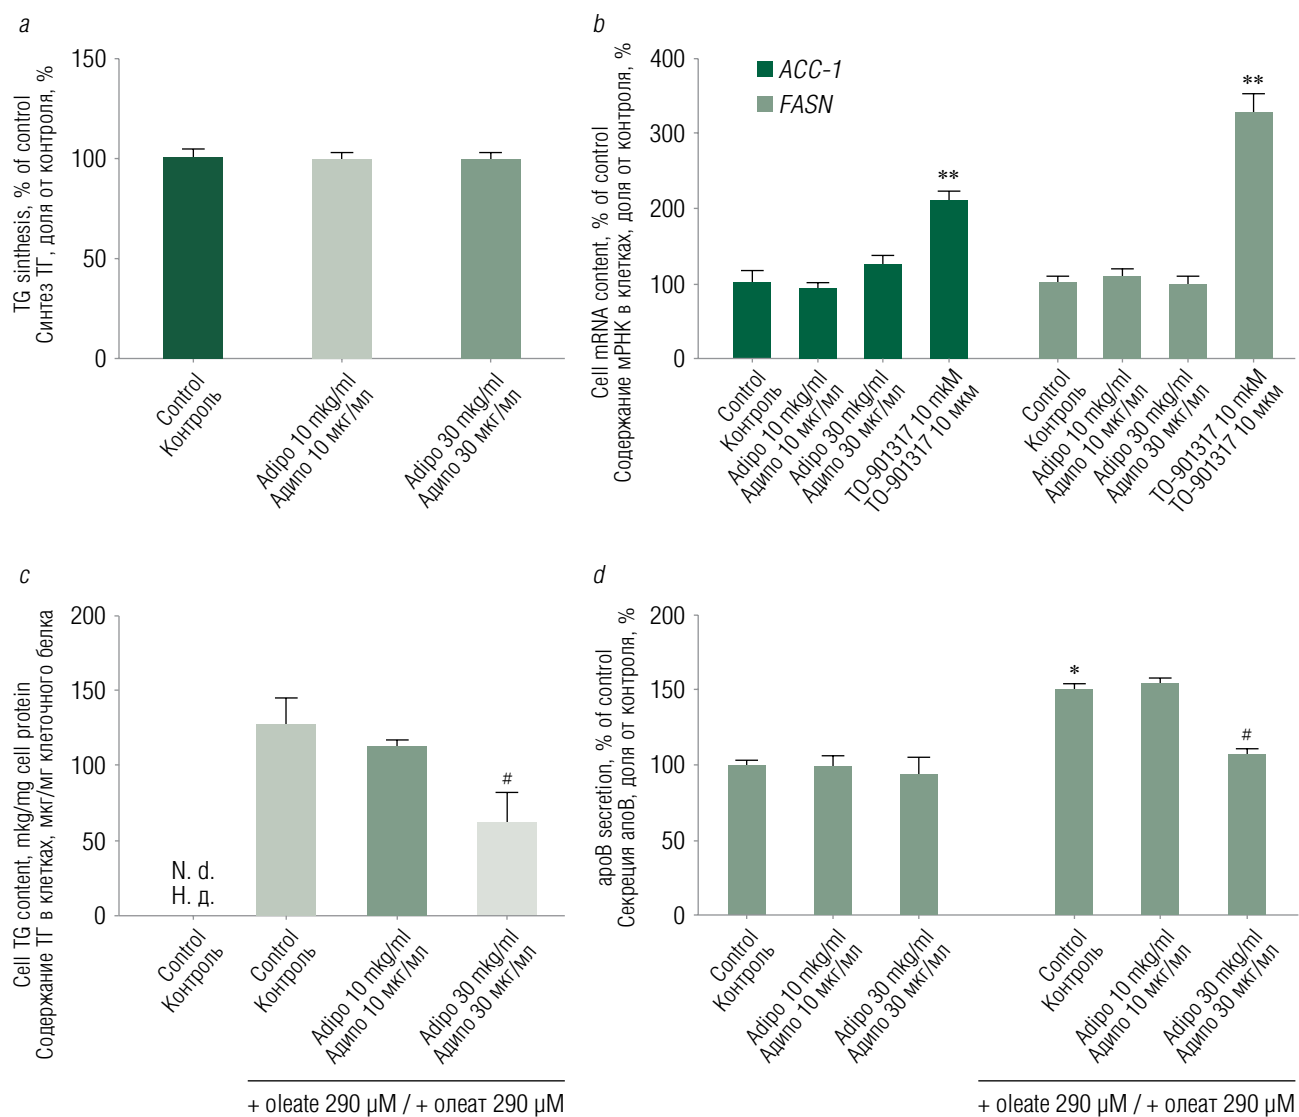 a
TG sinthesis, % of control
Синтез ТГ, доля от контроля, %
150
100
50
0
Control
Контроль
Adipo 10 mkg/ml
Адипо 10 мкг/мл
Adipo 30 mkg/ml
Адипо 30 мкг/мл
b
Cell mRNA content, % of control
Содержание мРНК в клетках, доля от контроля, %
400
300
200
100
0
ACC-1
FASN
**
**
Control
Контроль
Adipo 10 mkg/ml
Адипо 10 мкг/мл
Adipo 30 mkg/ml
Адипо 30 мкг/мл
TO-901317 10 mkM
TO-901317 10 мкм
Control
Контроль
Adipo 10 mkg/ml
Адипо 10 мкг/мл
Adipo 30 mkg/ml
Адипо 30 мкг/мл
TO-901317 10 mkM
TO-901317 10 мкм
c
Cell TG content, mkg/mg cell protein
Содержание ТГ в клетках, мкг/мг клеточного белка
200
150
100
50
0
N. d.
Н. д.
#
Control
Контроль
Control
Контроль
Adipo 10 mkg/ml
Адипо 10 мкг/мл
Adipo 30 mkg/ml
Адипо 30 мкг/мл
+ oleate 290 μM / + олеат 290 μM
d
apoB secretion, % of control
Секреция апоВ, доля от контроля, %
200
150
100
50
0
*
#
Control
Контроль
Adipo 10 mkg/ml
Адипо 10 мкг/мл
Adipo 30 mkg/ml
Адипо 30 мкг/мл
Control
Контроль
Adipo 10 mkg/ml
Адипо 10 мкг/мл
Adipo 30 mkg/ml
Адипо 30 мкг/мл
+ oleate 290 μM / + олеат 290 μM